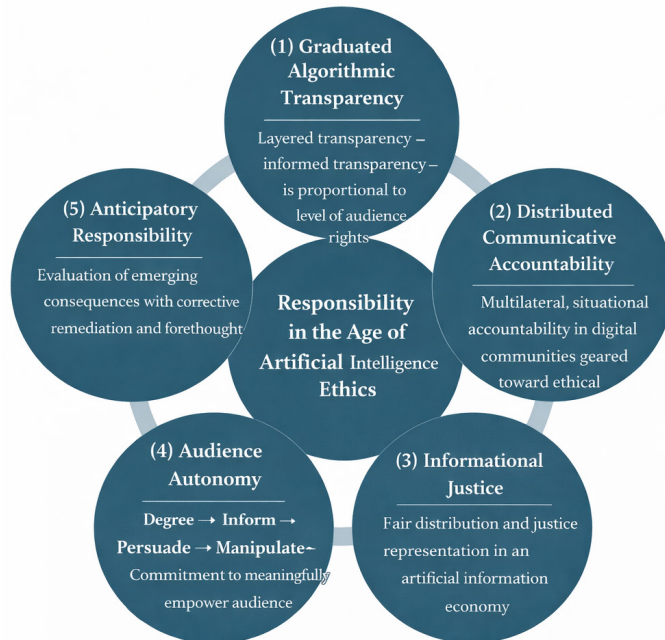 (1) Graduated
Algorithmic
Transparency
Layered transparency –
informed transparency –
is proportional to
level of audience
rights
(2) Distributed
Communicative
Accountability
Multilateral, situational
accountability in digital
communities geared
toward ethical
(3) Informational
Justice
Fair distribution and justice
representation in an
artificial information
economy
(4) Audience
Autonomy
Degree → Inform →
Persuade → Manipulate–
Commitment to meaningfully
empower audience
(5) Anticipatory
Responsibility
Evaluation of emerging
consequences with corrective
remediation and forethought
Responsibility
in the Age of
Artificial Intelligence
Ethics